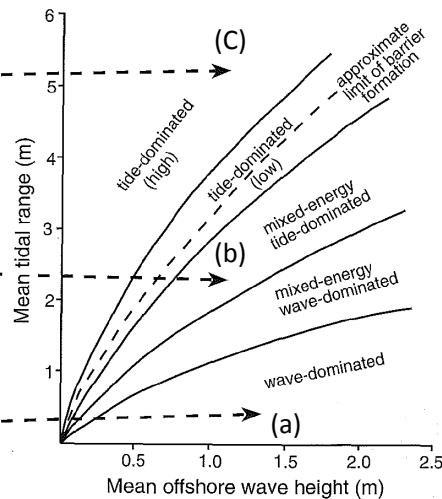 6
5
4
3
2
1
Mean tidal range (m)
(C)
tide-dominated
(high)
tide-dominated
(low)
approximate
limit of barrier
formation
(b)
mixed-energy
tide-dominated
mixed-energy
wave-dominated
wave-dominated
(a)
0.5
1.0
1.5
2.0
2.5
Mean offshore wave height (m)